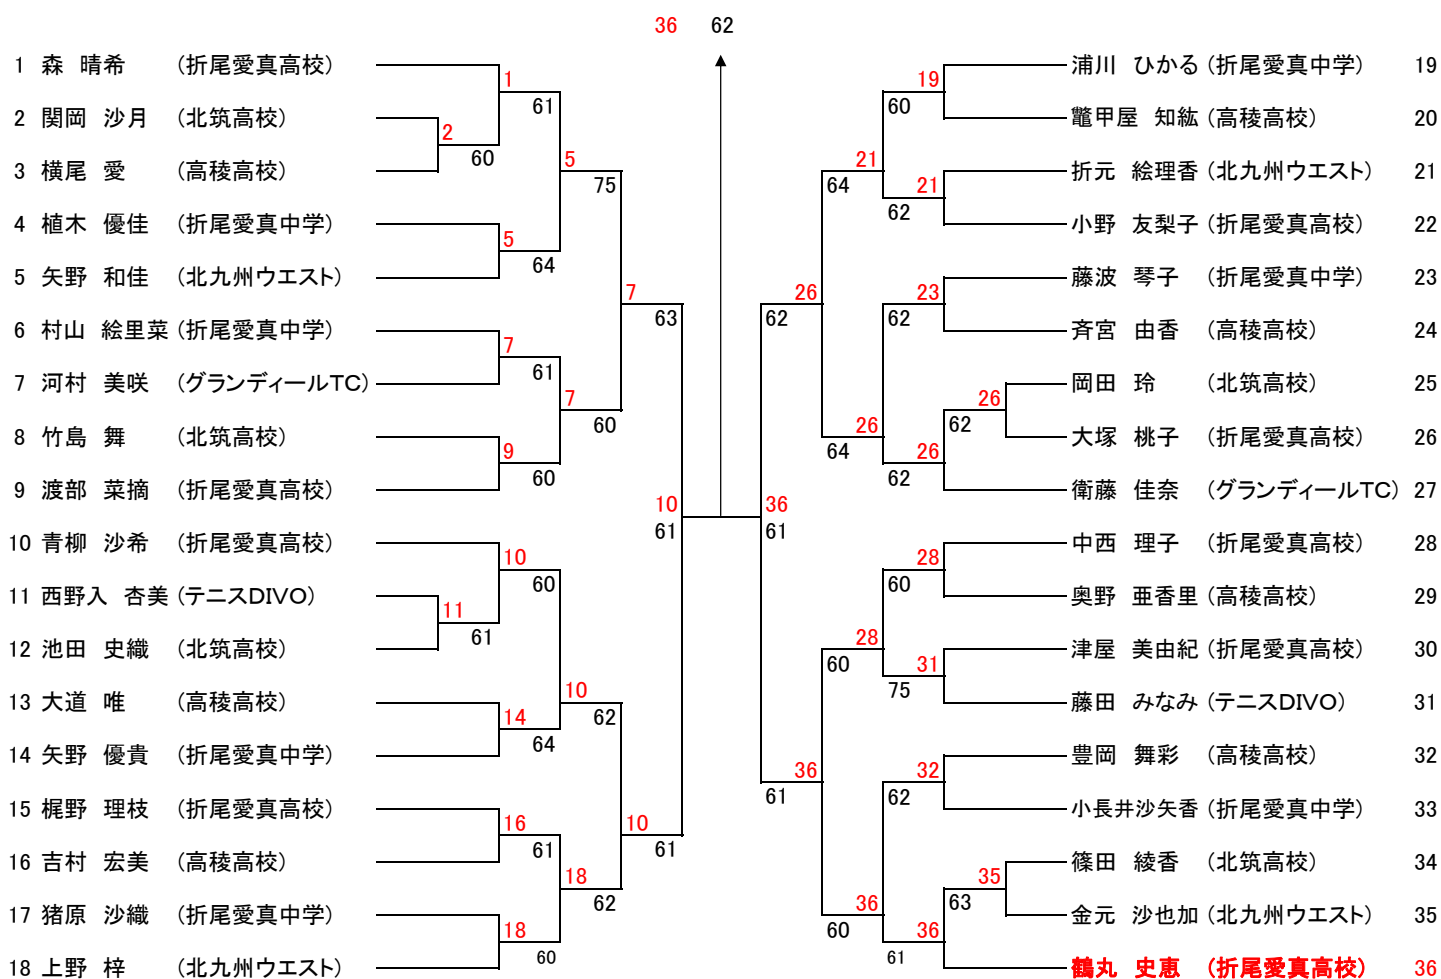 36 62
1 森 晴希 (折尾愛真高校)
2 関岡 沙月 (北筑高校)
3 横尾 愛 (高稜高校)
4 植木 優佳 (折尾愛真中学)
5 矢野 和佳 (北九州ウエスト)
6 村山 絵里菜 (折尾愛真中学)
7 河村 美咲 (グランディールTC)
8 竹島 舞 (北筑高校)
9 渡部 菜摘 (折尾愛真高校)
10 青柳 沙希 (折尾愛真高校)
11 西野入 杏美 (テニスDIVO)
12 池田 史織 (北筑高校)
13 大道 唯 (高稜高校)
14 矢野 優貴 (折尾愛真中学)
15 梶野 理枝 (折尾愛真高校)
16 吉村 宏美 (高稜高校)
17 猪原 沙織 (折尾愛真中学)
18 上野 梓 (北九州ウエスト)
1
61
2
60
5
75
5
64
7
63
7
61
7
60
9
60
10
61
10
60
11
61
10
62
14
64
10
61
16
61
18
62
18
60
19
60
21
64
21
62
26
62
23
62
26
62
26
64
26
62
36
61
28
60
28
60
31
75
36
61
32
62
35
63
36
60
36
61
浦川 ひかる (折尾愛真中学) 19
鼈甲屋 知紘 (高稜高校) 20
折元 絵理香 (北九州ウエスト) 21
小野 友梨子 (折尾愛真高校) 22
藤波 琴子 (折尾愛真中学) 23
斉宮 由香 (高稜高校) 24
岡田 玲 (北筑高校) 25
大塚 桃子 (折尾愛真高校) 26
衛藤 佳奈 (グランディールTC) 27
中西 理子 (折尾愛真高校) 28
奥野 亜香里 (高稜高校) 29
津屋 美由紀 (折尾愛真高校) 30
藤田 みなみ (テニスDIVO) 31
豊岡 舞彩 (高稜高校) 32
小長井沙矢香 (折尾愛真中学) 33
篠田 綾香 (北筑高校) 34
金元 沙也加 (北九州ウエスト) 35
鶴丸 史恵 (折尾愛真高校) 36